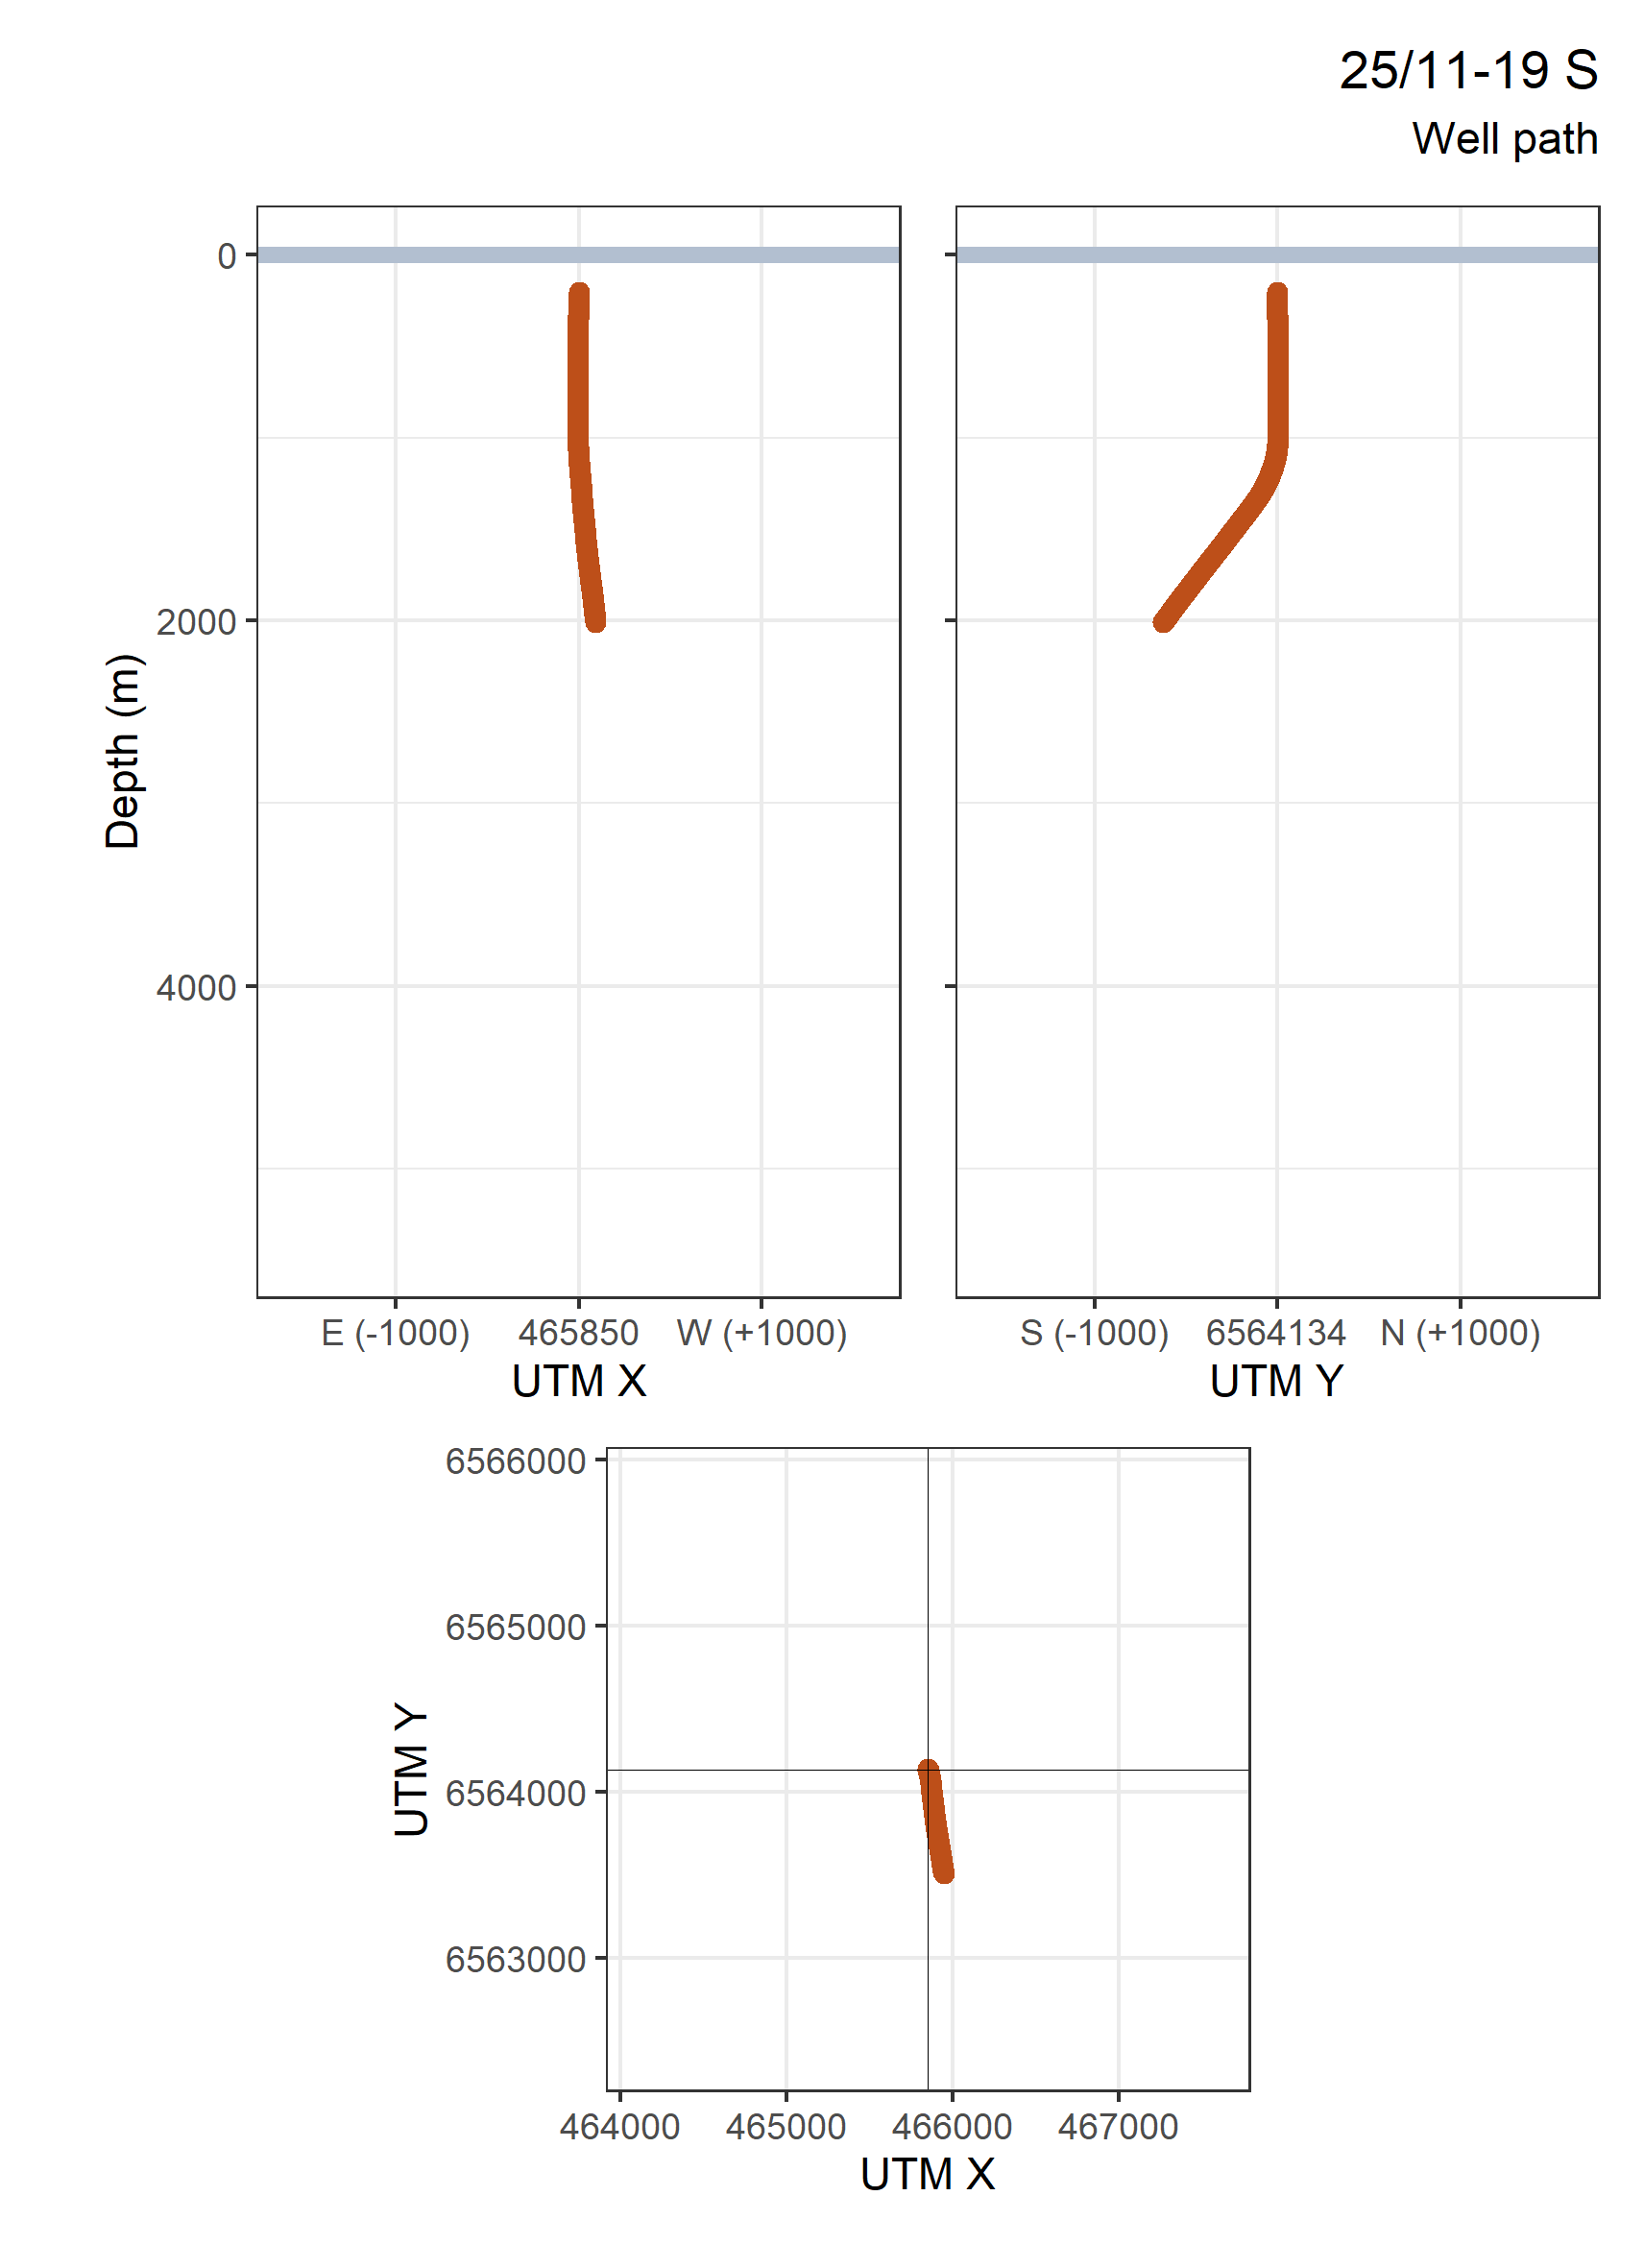 25/11-19 S
Well path
0
2000
4000
Depth (m)
E (-1000) 465850 W (+1000)
UTM X
S (-1000) 6564134 N (+1000)
UTM Y
6566000
6565000
6564000
6563000
UTM Y
464000 465000 466000 467000
UTM X